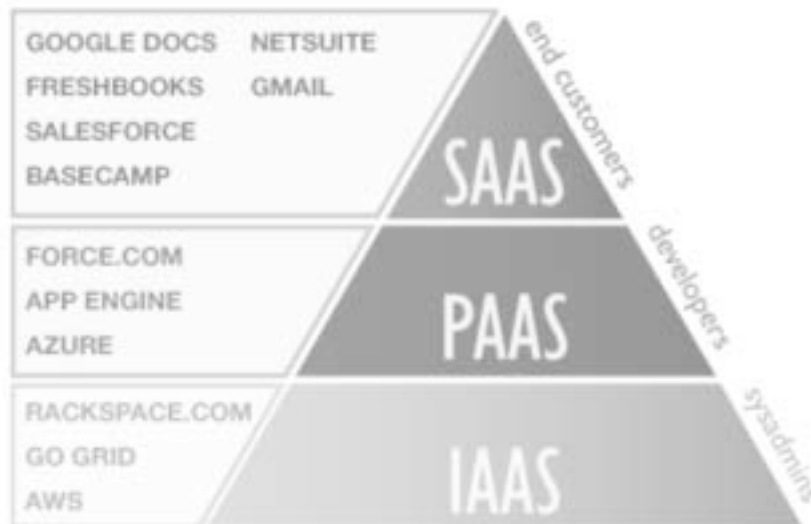 GOOGLE DOCS NETSUITE
FRESHBOOKS GMAIL
SALESFORCE
BASECAMP
SAAS
end customers
FORCE.COM
APP ENGINE
AZURE
PAAS
developers
RACKSPACE.COM
GO GRID
AWS
IAAS
sysadmins